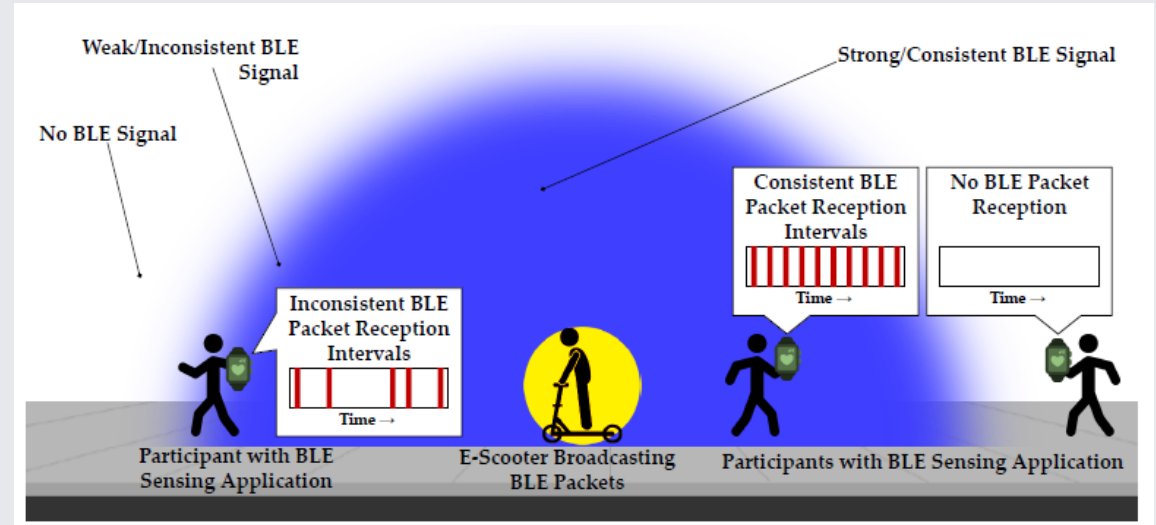 Weak/Inconsistent BLE
Signal
Strong/Consistent BLE Signal
No BLE Signal
Consistent BLE
Packet Reception
Intervals
Time →
No BLE Packet
Reception
Time →
Inconsistent BLE
Packet Reception
Intervals
Time →
Participant with BLE
Sensing Application
E-Scooter Broadcasting
BLE Packets
Participants with BLE Sensing Application